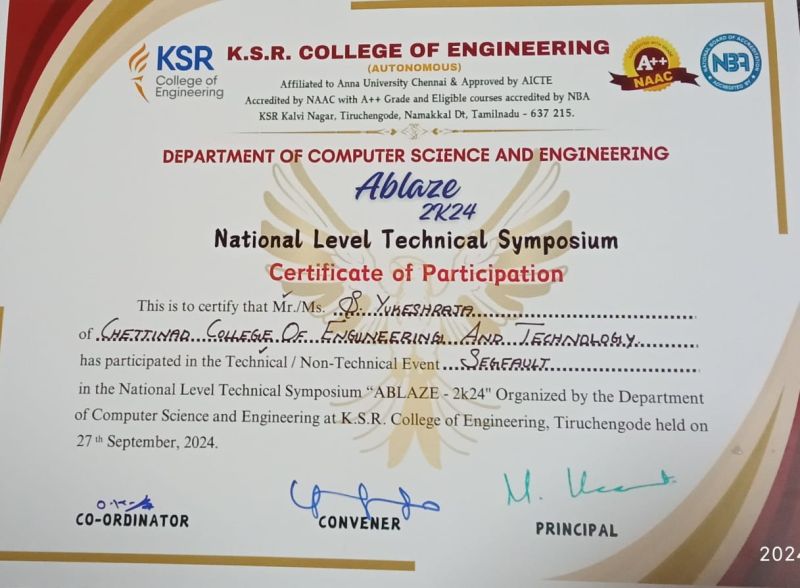 KSR
College of
Engineering
K.S.R. COLLEGE OF ENGINEERING
(AUTONOMOUS)
Affiliated to Anna University Chennai & Approved by AICTE
Accredited by NAAC with A++ Grade and Eligible courses accredited by NBA
KSR Kalvi Nagar, Tiruchengode, Namakkal Dt, Tamilnadu - 637 215.
A++
NAAC
NATIONAL BOARD OF ACCREDITATION
NBA
DEPARTMENT OF COMPUTER SCIENCE AND ENGINEERING
Ablaze
2K24
National Level Technical Symposium
Certificate of Participation
This is to certify that Mr./Ms. S. YUKESHRAJA
of CHETTINAD COLLEGE OF ENGINEERING AND TECHNOLOGY
has participated in the Technical / Non-Technical Event SEGFAULT
in the National Level Technical Symposium “ABLAZE - 2k24" Organized by the Department
of Computer Science and Engineering at K.S.R. College of Engineering, Tiruchengode held on
27th September, 2024.
CO-ORDINATOR
CONVENER
PRINCIPAL